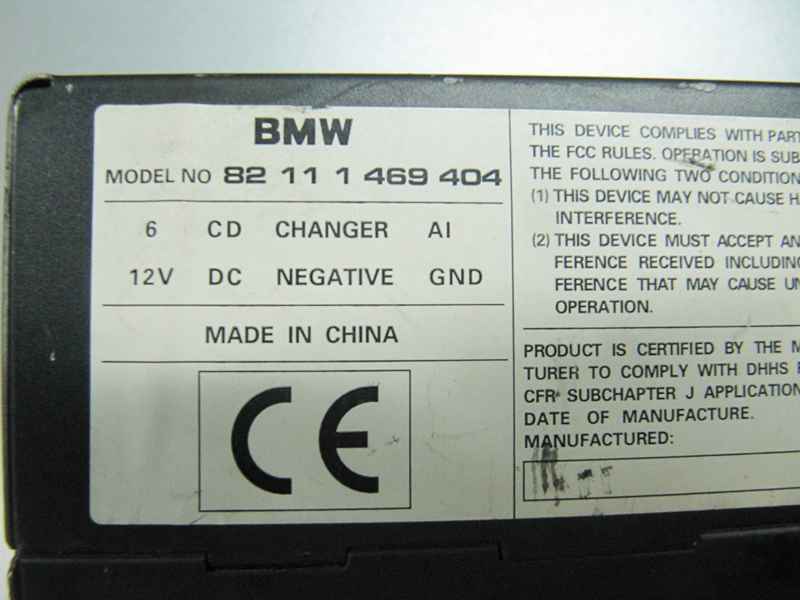 BMW
MODEL NO 82 11 1 469 404
6 CD CHANGER AI
12V DC NEGATIVE GND
MADE IN CHINA
CE
THIS DEVICE COMPLIES WITH PART
THE FCC RULES. OPERATION IS SUB
THE FOLLOWING TWO CONDITION
(1) THIS DEVICE MAY NOT CAUSE HA
INTERFERENCE.
(2) THIS DEVICE MUST ACCEPT AN
FERENCE RECEIVED INCLUDING
FERENCE THAT MAY CAUSE UN
OPERATION.
PRODUCT IS CERTIFIED BY THE M
TURER TO COMPLY WITH DHHS R
CFR SUBCHAPTER J APPLICATION
DATE OF MANUFACTURE.
MANUFACTURED: